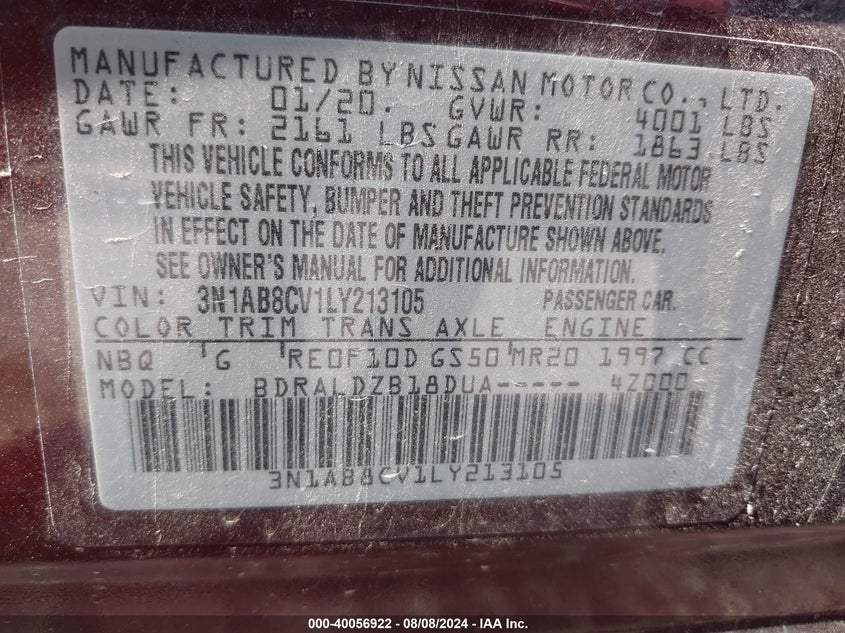 MANUFACTURED BY NISSAN MOTOR CO., LTD.
DATE: 01/20. GVWR: 4001 LBS
GAWR FR: 2161 LBS GAWR RR: 1863 LBS
THIS VEHICLE CONFORMS TO ALL APPLICABLE FEDERAL MOTOR
VEHICLE SAFETY, BUMPER AND THEFT PREVENTION STANDARDS
IN EFFECT ON THE DATE OF MANUFACTURE SHOWN ABOVE.
SEE OWNER'S MANUAL FOR ADDITIONAL INFORMATION.
VIN: 3N1AB8CV1LY213105 PASSENGER CAR.
COLOR TRIM TRANS AXLE ENGINE
NBQ G RE0F10D GS50 MR20 1997 CC
MODEL: BDRALDZB18DUA----- 4Z000
3N1AB8CV1LY213105
000-40056922 - 08/08/2024 - IAA Inc.